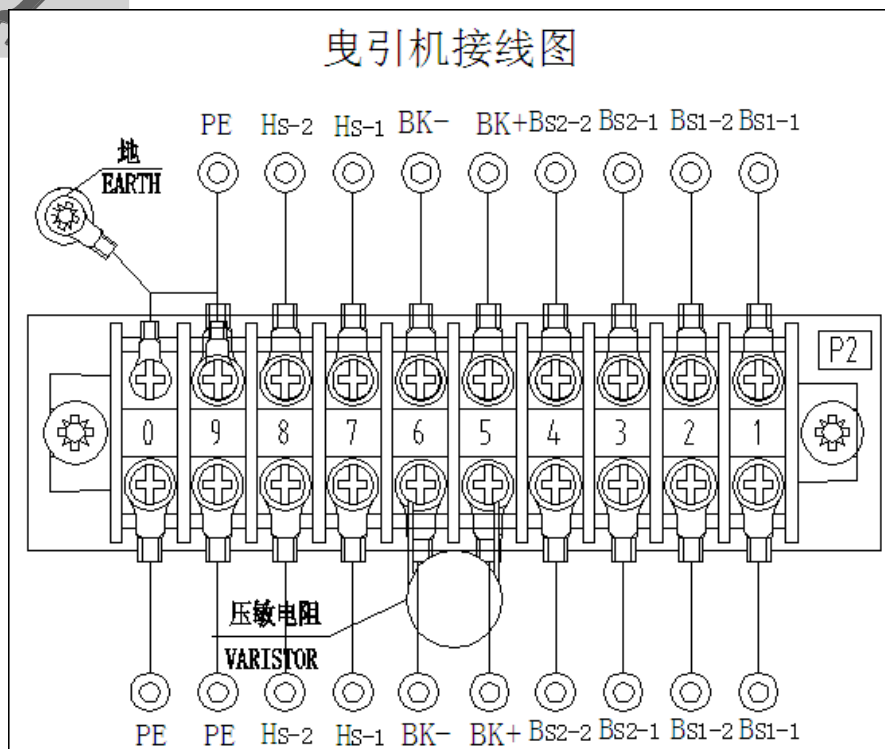 曳引机接线图
PE Hs-2 Hs-1 BK- BK+ Bs2-2 Bs2-1 Bs1-2 Bs1-1
地
EARTH
P2
0 9 8 7 6 5 4 3 2 1
压敏电阻
VARISTOR
PE PE Hs-2 Hs-1 BK- BK+ Bs2-2 Bs2-1 Bs1-2 Bs1-1